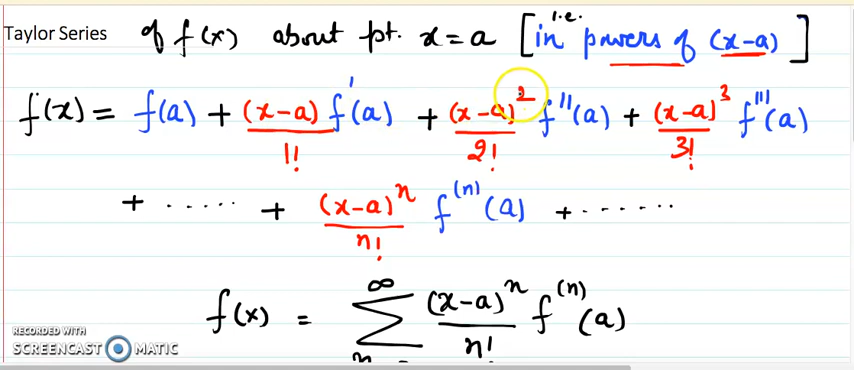 Taylor Series of f(x) about pt. x = a [i.e. in powers of (x-a)]
f(x) = f(a) + (x-a)/1! f'(a) + (x-a)²/2! f''(a) + (x-a)³/3! f'''(a)
+ ...... + (x-a)ⁿ/n! f⁽ⁿ⁾(a) + .......
f(x) = ∞ Σ (x-a)ⁿ/n! f⁽ⁿ⁾(a)
RECORDED WITH
SCREENCAST MATIC